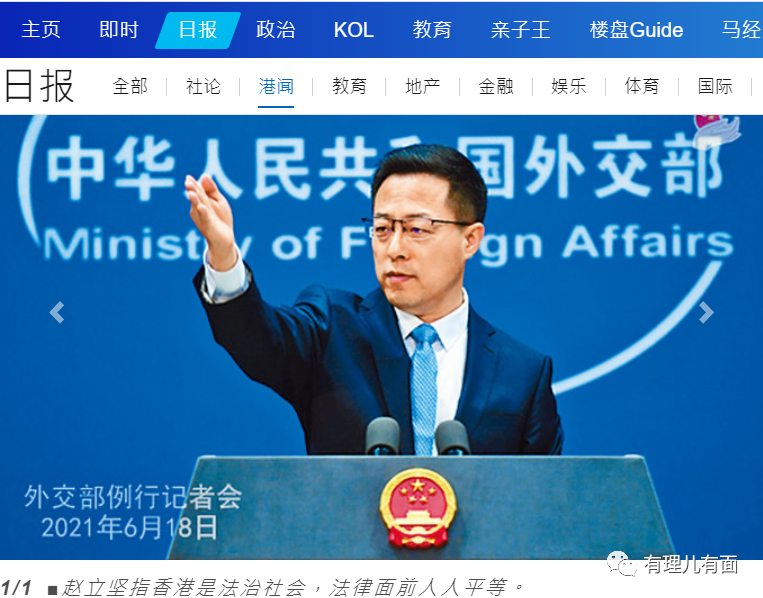 主页 即时 日报 政治 KOL 教育 亲子王 楼盘Guide 马经
日报 全部 社论 港闻 教育 地产 金融 娱乐 体育 国际
中华人民共和国外交部
Ministry of F gn Affairs
外交部例行记者会
2021年6月18日
有理儿有面
1/1 ■赵立坚指香港是法治社会，法律面前人人平等。